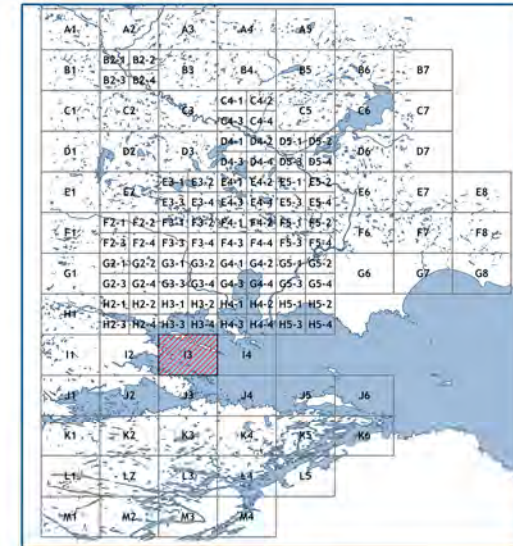 A1 A2 A3 A4 A5
B2-1 B2-2
B1 B3 B4 B5 B6 B7
B2-3 B2-4
C4-1 C4-2
C1 C2 C3 C5 C6 C7
C4-3 C4-4
D4-1 D4-2 D5-1 D5-2
D1 D2 D3 D6 D7
D4-3 D4-4 D5-3 D5-4
E3-1 E3-2 E4-1 E4-2 E5-1 E5-2
E1 E2 E6 E7 E8
E3-3 E3-4 E4-3 E4-4 E5-3 E5-4
F2-1 F2-2 F3-1 F3-2 F4-1 F4-2 F5-1 F5-2
F1 F6 F7 F8
F2-3 F2-4 F3-3 F3-4 F4-3 F4-4 F5-3 F5-4
G2-1 G2-2 G3-1 G3-2 G4-1 G4-2 G5-1 G5-2
G1 G6 G7 G8
G2-3 G2-4 G3-3 G3-4 G4-3 G4-4 G5-3 G5-4
H2-1 H2-2 H3-1 H3-2 H4-1 H4-2 H5-1 H5-2
H1
H2-3 H2-4 H3-3 H3-4 H4-3 H4-4 H5-3 H5-4
I1 I2 I3 I4
J1 J2 J3 J4 J5 J6
K1 K2 K3 K4 K5 K6
L1 L2 L3 L4 L5
M1 M2 M3 M4